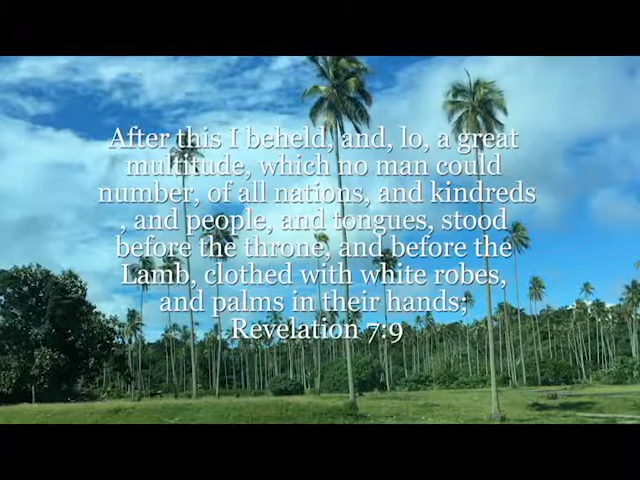 After this I beheld, and, lo, a great
multitude, which no man could
number, of all nations, and kindreds
, and people, and tongues, stood
before the throne, and before the
Lamb, clothed with white robes,
and palms in their hands;
Revelation 7:9